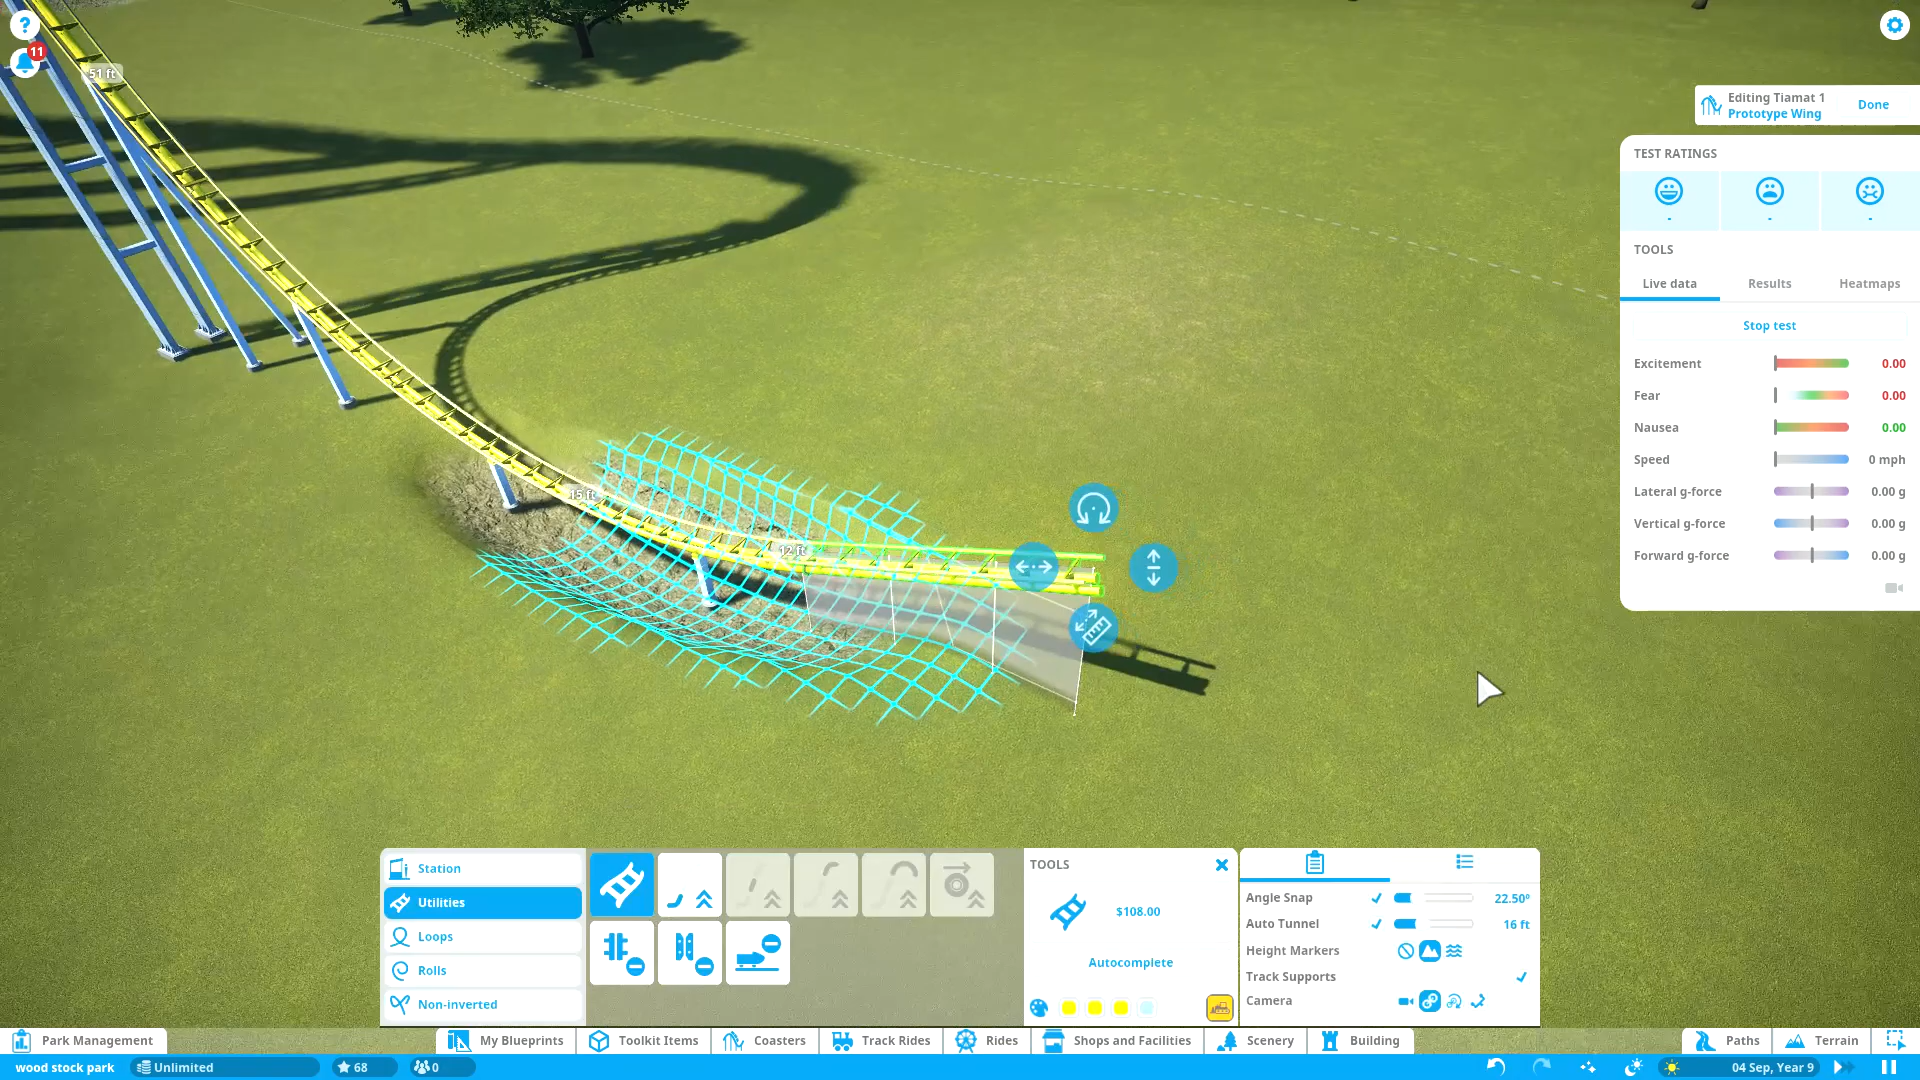 ?
11
51 ft
15 ft
12 ft
Editing Tiamat 1
Prototype Wing
Done
TEST RATINGS
- - -
TOOLS
Live data Results Heatmaps
Stop test
Excitement 0.00
Fear 0.00
Nausea 0.00
Speed 0 mph
Lateral g-force 0.00 g
Vertical g-force 0.00 g
Forward g-force 0.00 g
Station
Utilities
Loops
Rolls
Non-inverted
TOOLS
$108.00
Autocomplete
Angle Snap 22.50°
Auto Tunnel 16 ft
Height Markers
Track Supports
Camera
Park Management
My Blueprints
Toolkit Items
Coasters
Track Rides
Rides
Shops and Facilities
Scenery
Building
Paths
Terrain
wood stock park
Unlimited
68
0
04 Sep, Year 9